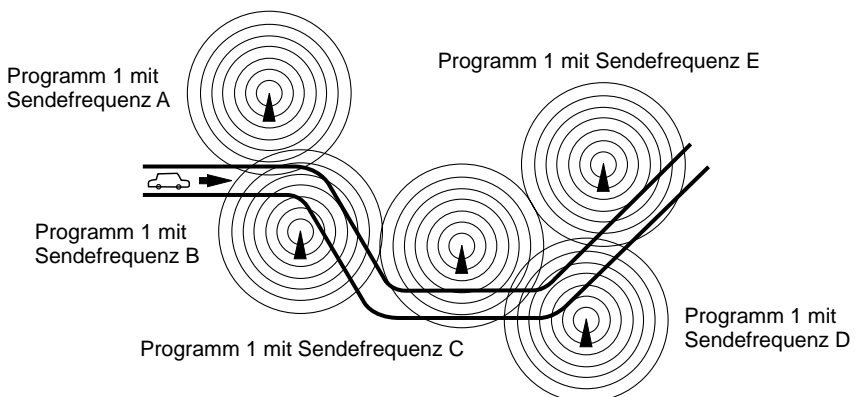 Programm 1 mit
Sendefrequenz A
Programm 1 mit Sendefrequenz E
Programm 1 mit
Sendefrequenz B
Programm 1 mit Sendefrequenz C
Programm 1 mit
Sendefrequenz D